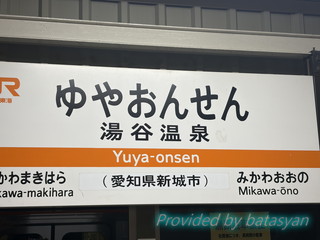 JR
ゆやおんせん
湯谷温泉
Yuya-onsen
かわまきはら
kawa-makihara
（愛知県新城市）
みかわおおの
Mikawa-ōno
Provided by batasyan